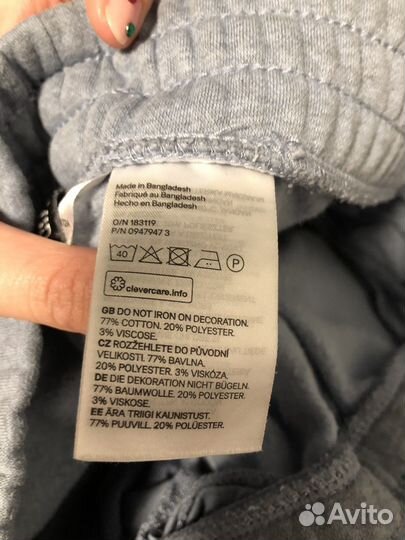 Made in Bangladesh
Fabriqué au Bangladesh
Hecho en Bangladesh
O/N 183119
P/N 0947947 3
40 P
clevercare.info
GB DO NOT IRON ON DECORATION.
77% COTTON. 20% POLYESTER.
3% VISCOSE.
CZ ROZŽEHLETE DO PŮVODNÍ
VELIKOSTI. 77% BAVLNA.
20% POLYESTER. 3% VISKÓZA.
DE DIE DEKORATION NICHT BÜGELN.
77% BAUMWOLLE. 20% POLYESTER.
3% VISKOSE.
EE ÄRA TRIIGI KAUNISTUST.
77% PUUVILL. 20% POLÜESTER.
Avito